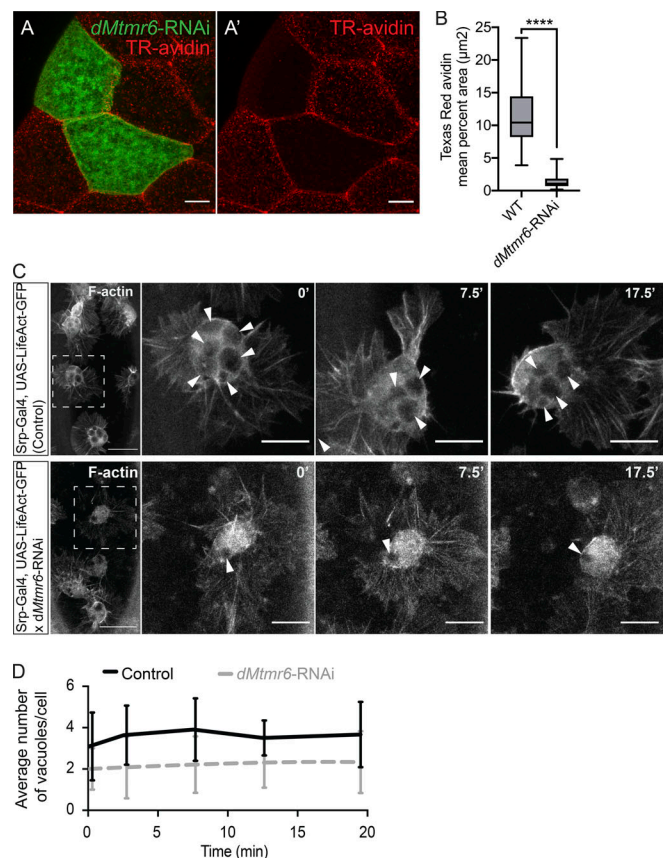 A
dMtmr6-RNAi
TR-avidin
A'
TR-avidin
B
****
Texas Red avidin
mean percent area (μm2)
25
20
15
10
5
0
WT
dMtmr6-RNAi
C
Srp-Gal4, UAS-LifeAct-GFP
(Control)
F-actin
0'
7.5'
17.5'
Srp-Gal4, UAS-LifeAct-GFP
x dMtmr6-RNAi
F-actin
0'
7.5'
17.5'
D
Control
dMtmr6-RNAi
Average number
of vacuoles/cell
6
4
2
0
0
5
10
15
20
Time (min)